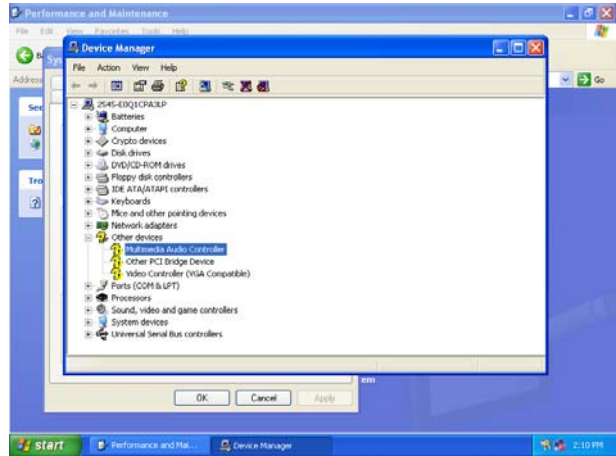 Performance and Maintenance
File Edit View Favorites Tools Help
Address
Go
Device Manager
File Action View Help
Batteries
Computer
Crypto devices
Disk drives
DVD/CD-ROM drives
Floppy disk controllers
IDE ATA/ATAPI controllers
Keyboards
Mice and other pointing devices
Network adapters
Other devices
Multimedia Audio Controller
Other PCI Bridge Device
Video Controller (VGA Compatible)
Ports (COM & LPT)
Processors
Sound, video and game controllers
System devices
Universal Serial Bus controllers
OK Cancel Apply
start
Performance and Mai...
Device Manager
2:10 PM